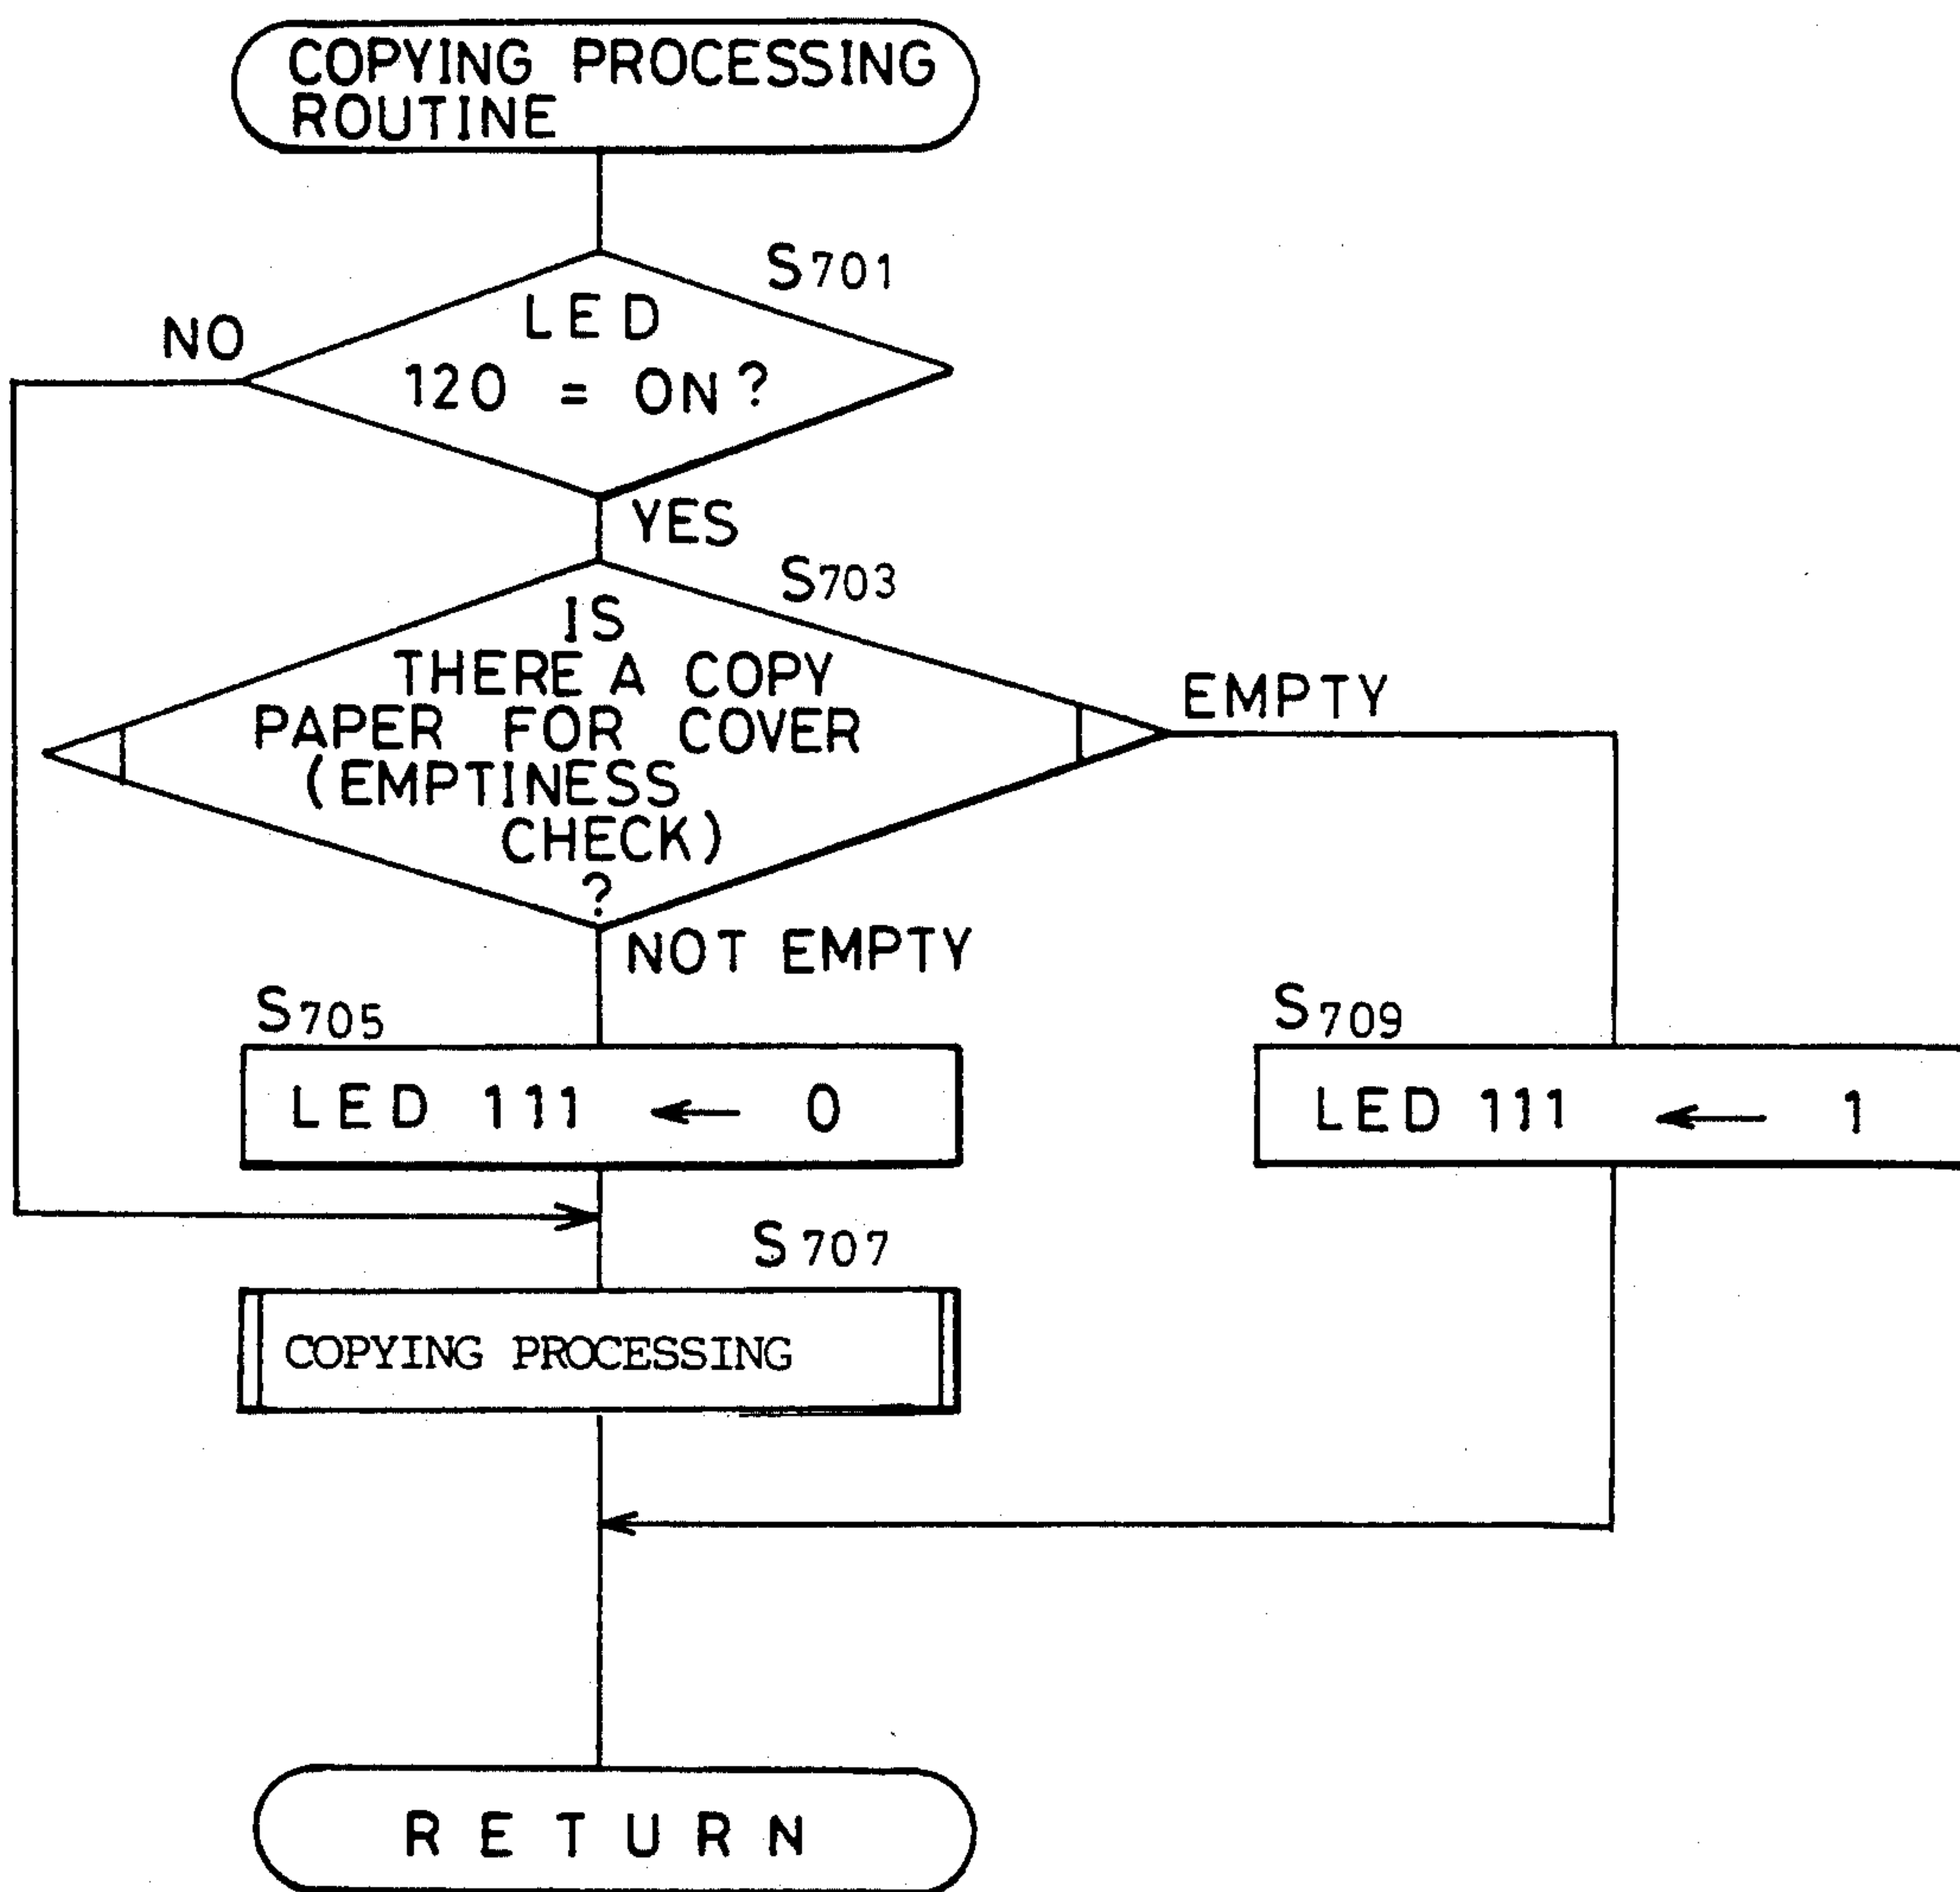 COPYING PROCESSING
ROUTINE
S701
LED
120 = ON?
NO
YES
S703
IS
THERE A COPY
PAPER FOR COVER
(EMPTINESS
CHECK)
?
EMPTY
NOT EMPTY
S705
LED 111 ← 0
S709
LED 111 ← 1
S707
COPYING PROCESSING
RETURN